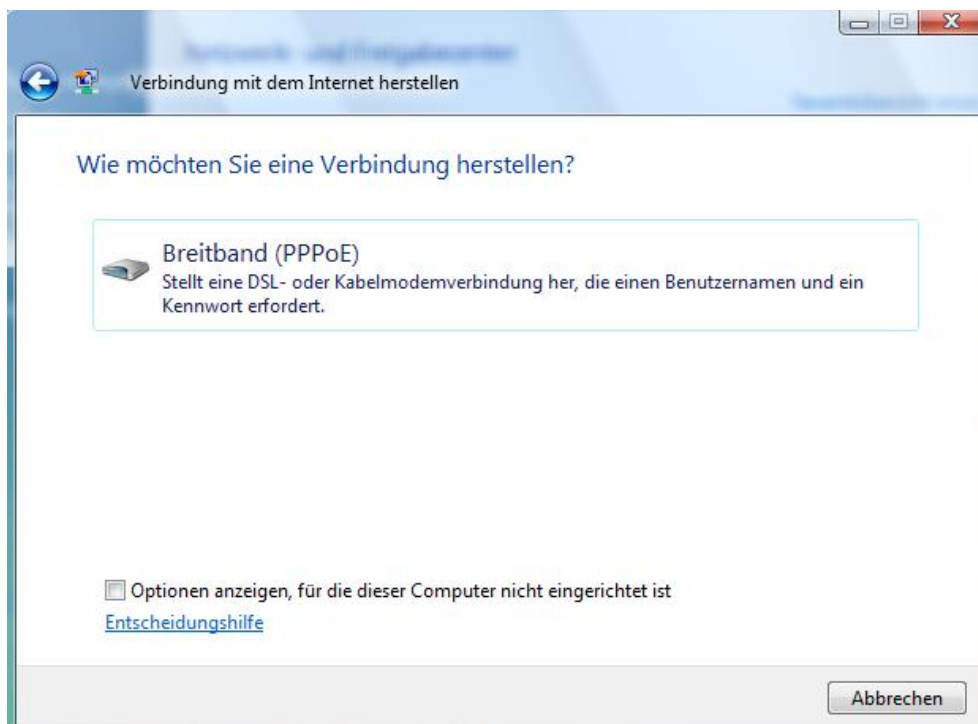 Verbindung mit dem Internet herstellen
Wie möchten Sie eine Verbindung herstellen?
Breitband (PPPoE)
Stellt eine DSL- oder Kabelmodemverbindung her, die einen Benutzernamen und ein
Kennwort erfordert.
Optionen anzeigen, für die dieser Computer nicht eingerichtet ist
Entscheidungshilfe
Abbrechen